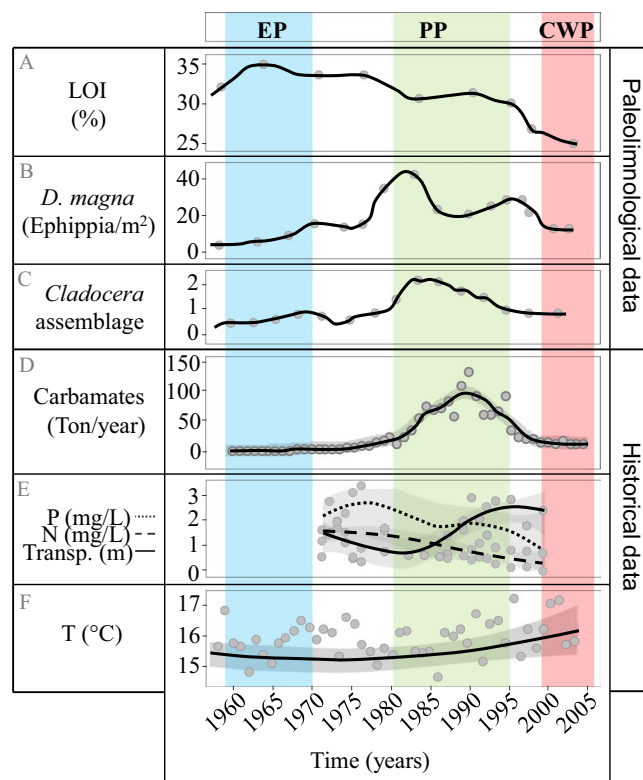 EP PP CWP
A
LOI
(%)
35
30
25
B
D. magna
(Ephippia/m²)
40
20
0
C
Cladocera
assemblage
2
1
0
Paleolimnological data
D
Carbamates
(Ton/year)
150
100
50
0
E
P (mg/L)
N (mg/L)
Transp. (m)
3
2
1
0
F
T (°C)
17
16
15
Historical data
1960 1965 1970 1975 1980 1985 1990 1995 2000 2005
Time (years)